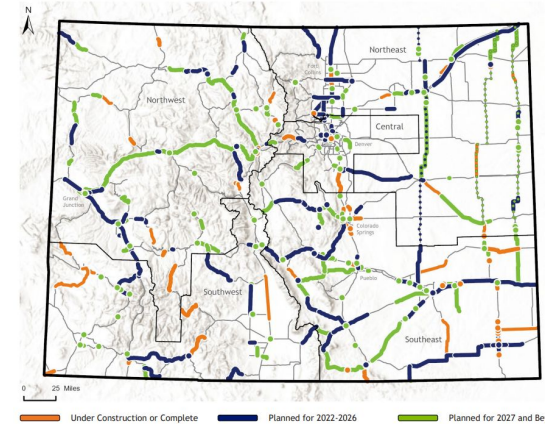 N
Northeast
Fort
Collins
Northwest
Central
Denver
Grand
Junction
Colorado
Springs
Pueblo
Southwest
Southeast
0 25 Miles
Under Construction or Complete Planned for 2022-2026 Planned for 2027 and Be